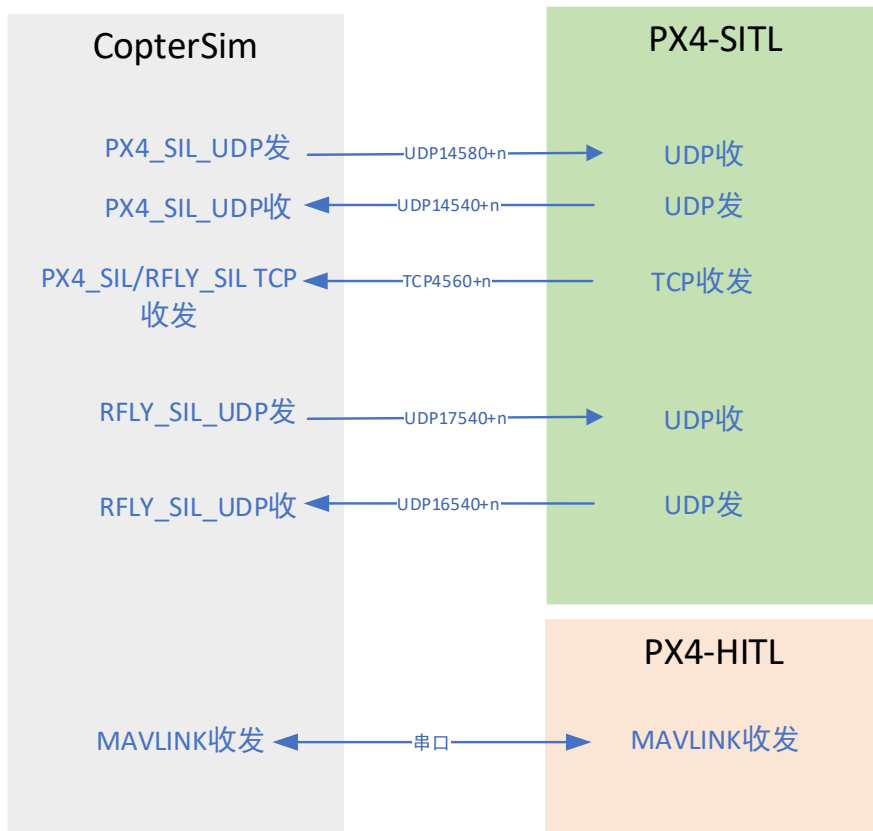 CopterSim
PX4-SITL
PX4_SIL_UDP发
UDP14580+n
UDP收
PX4_SIL_UDP收
UDP14540+n
UDP发
PX4_SIL/RFLY_SIL TCP
收发
TCP4560+n
TCP收发
RFLY_SIL_UDP发
UDP17540+n
UDP收
RFLY_SIL_UDP收
UDP16540+n
UDP发
PX4-HITL
MAVLINK收发
串口
MAVLINK收发